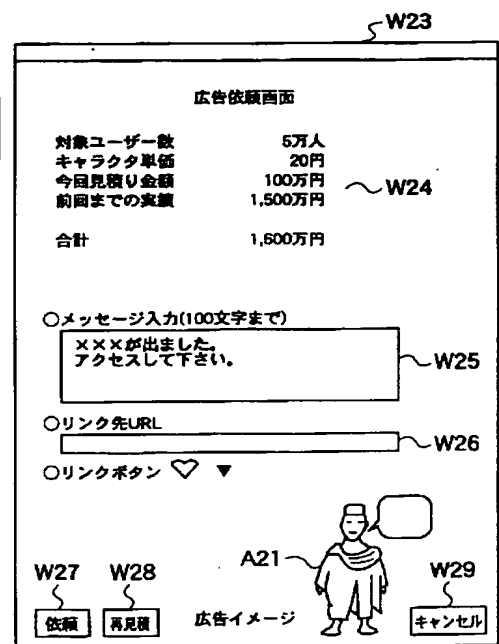 W23
広告依頼画面
対象ユーザー数 5万人
キャラクタ単価 20円
今回見積り金額 100万円
前回までの実績 1,500万円
W24
合計 1,600万円
○メッセージ入力(100文字まで)
×××が出ました。
アクセスして下さい。
W25
○リンク先URL
W26
○リンクボタン ♡ ▼
A21
W27 W28 W29
依頼 再見積 広告イメージ キャンセル